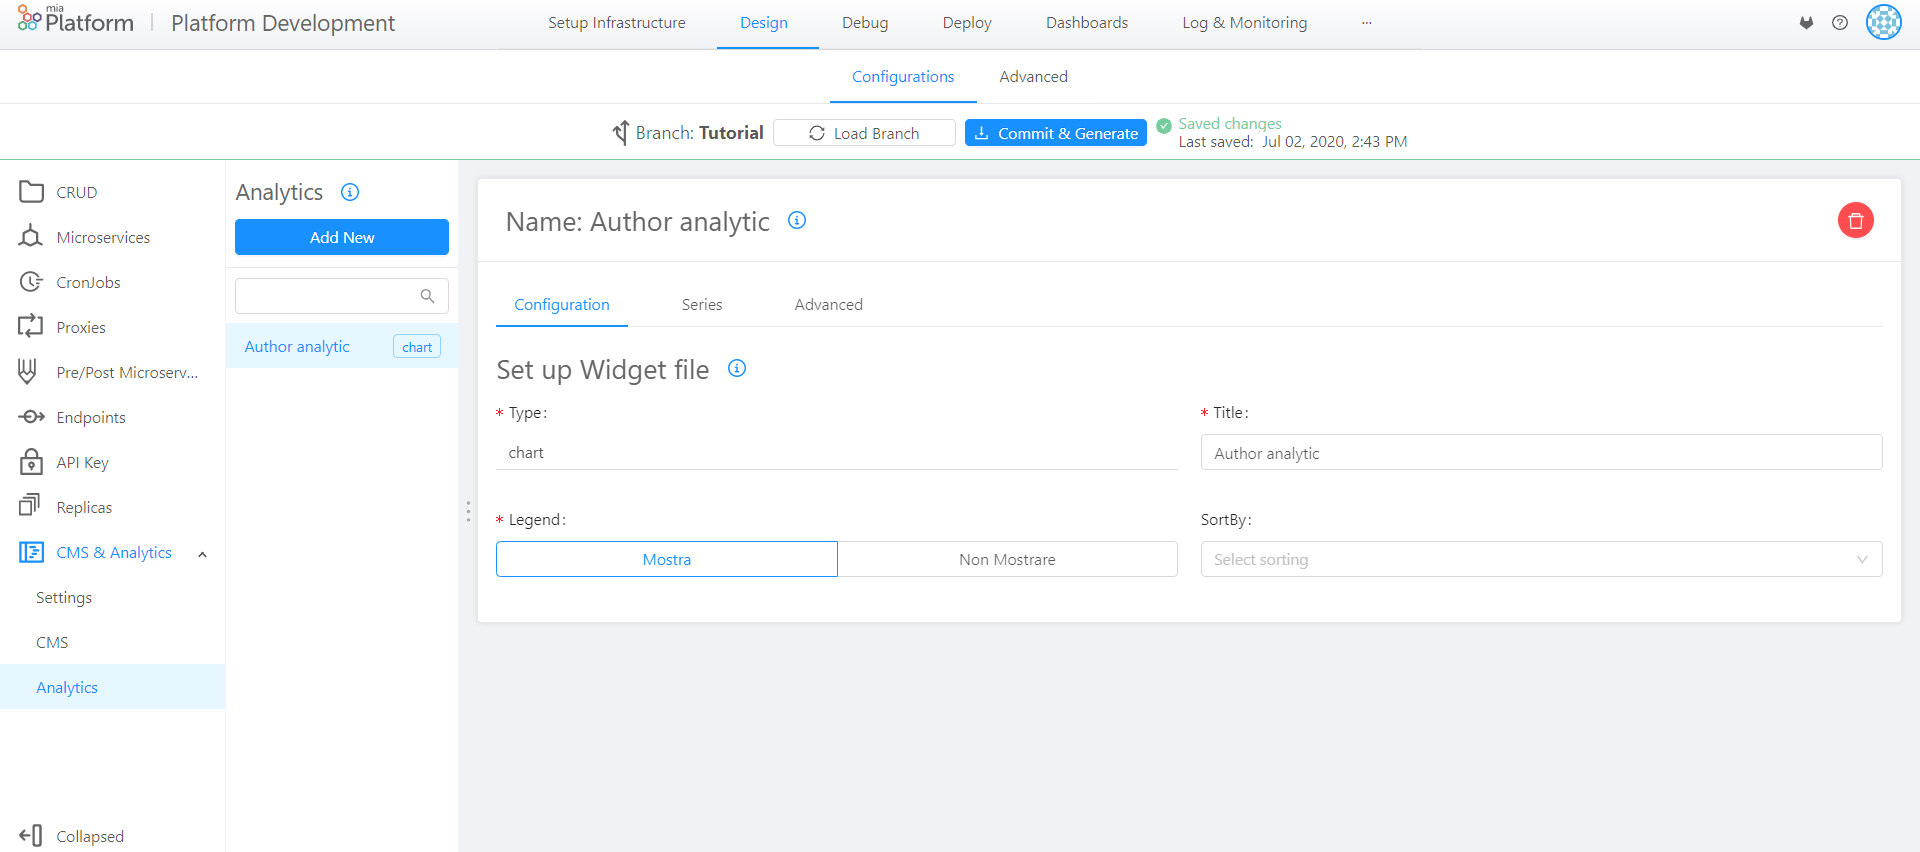 mia
Platform
Platform Development
Setup Infrastructure
Design
Debug
Deploy
Dashboards
Log & Monitoring
...
Configurations
Advanced
Branch: Tutorial
Load Branch
Commit & Generate
Saved changes
Last saved: Jul 02, 2020, 2:43 PM
CRUD
Microservices
CronJobs
Proxies
Pre/Post Microserv...
Endpoints
API Key
Replicas
CMS & Analytics
Settings
CMS
Analytics
Collapsed
Analytics
Add New
Author analytic
chart
Name: Author analytic
Configuration
Series
Advanced
Set up Widget file
* Type:
chart
* Title:
Author analytic
* Legend:
Mostra
Non Mostrare
SortBy:
Select sorting